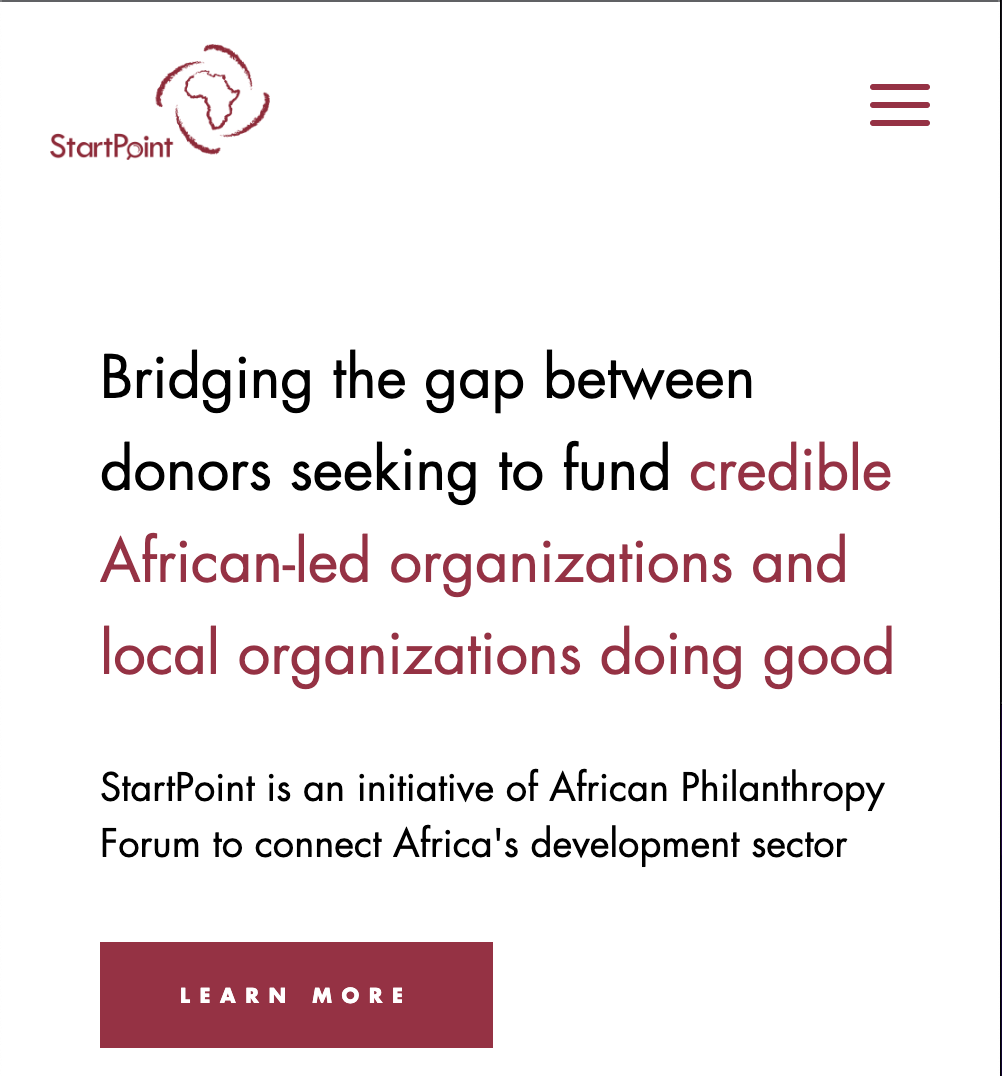 StartPoint
Bridging the gap between
donors seeking to fund credible
African-led organizations and
local organizations doing good
StartPoint is an initiative of African Philanthropy
Forum to connect Africa's development sector
LEARN MORE